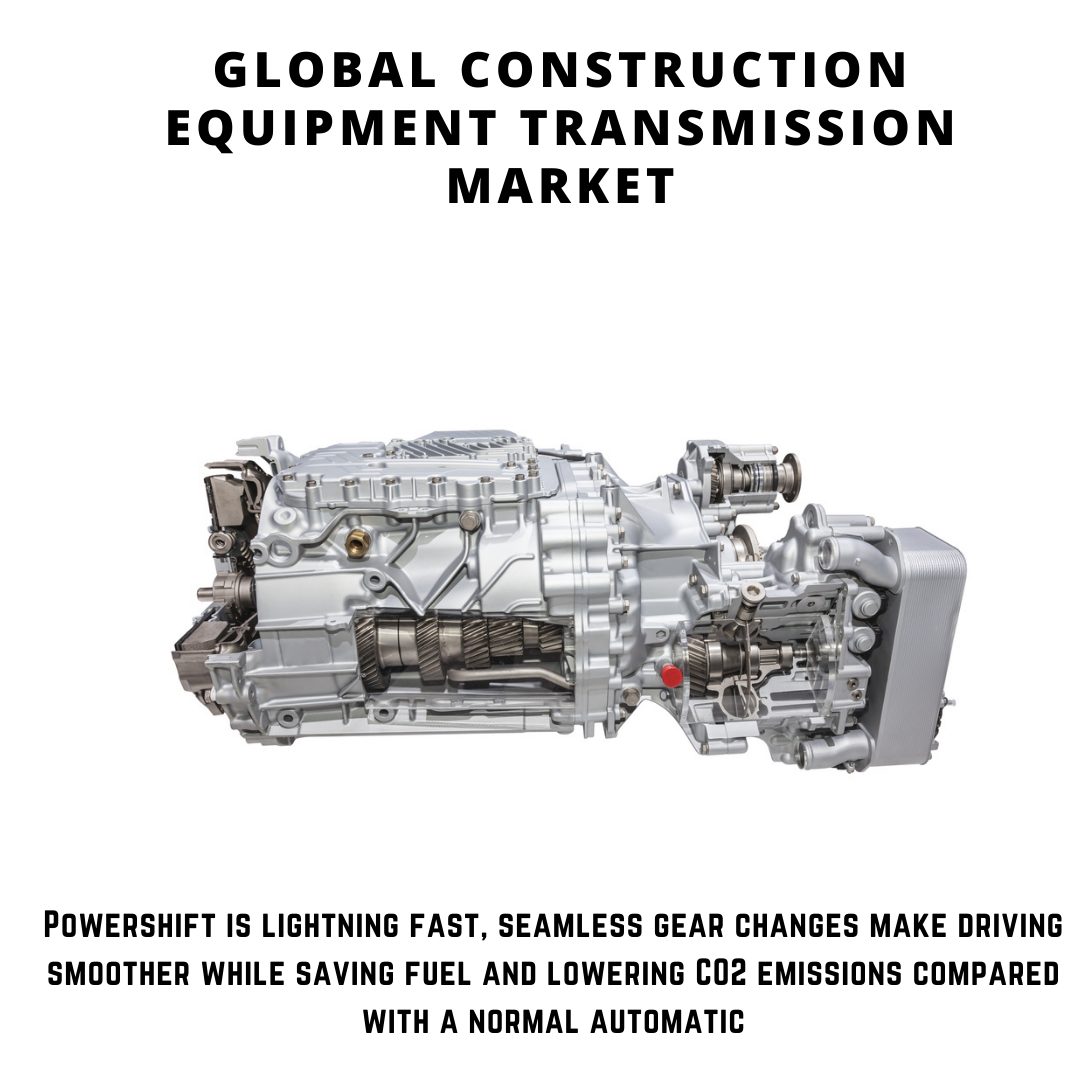 GLOBAL CONSTRUCTION
EQUIPMENT TRANSMISSION
MARKET
Powershift is lightning fast, seamless gear changes make driving
smoother while saving fuel and lowering CO2 emissions compared
with a normal automatic